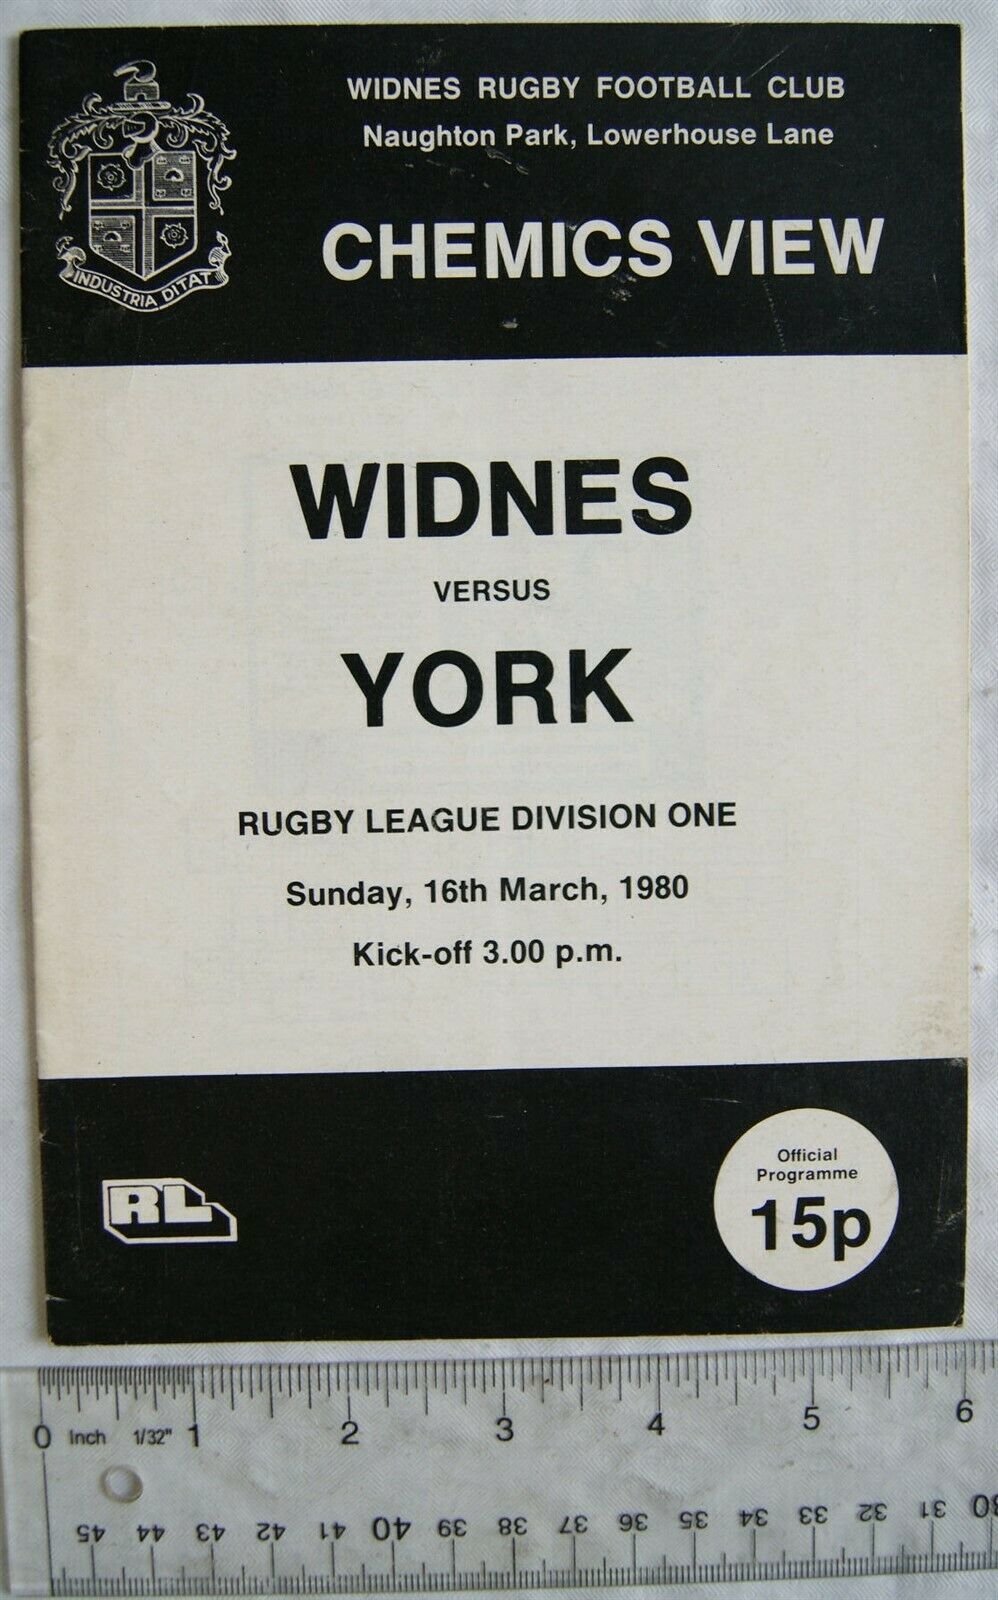 WIDNES RUGBY FOOTBALL CLUB
Naughton Park, Lowerhouse Lane
CHEMICS VIEW
INDUSTRIA DITAT
WIDNES
VERSUS
YORK
RUGBY LEAGUE DIVISION ONE
Sunday, 16th March, 1980
Kick-off 3.00 p.m.
RL
Official
Programme
15p
0 Inch 1/32" 1 2 3 4 5 6
45 44 43 42 41 40 39 38 37 36 35 34 33 32 31 30